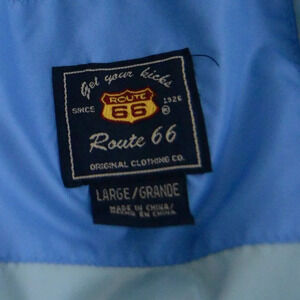 Get your kicks
SINCE ROUTE 66 1926
®
Route 66
ORIGINAL CLOTHING CO.
LARGE/GRANDE
MADE IN CHINA/
HECHO EN CHINA